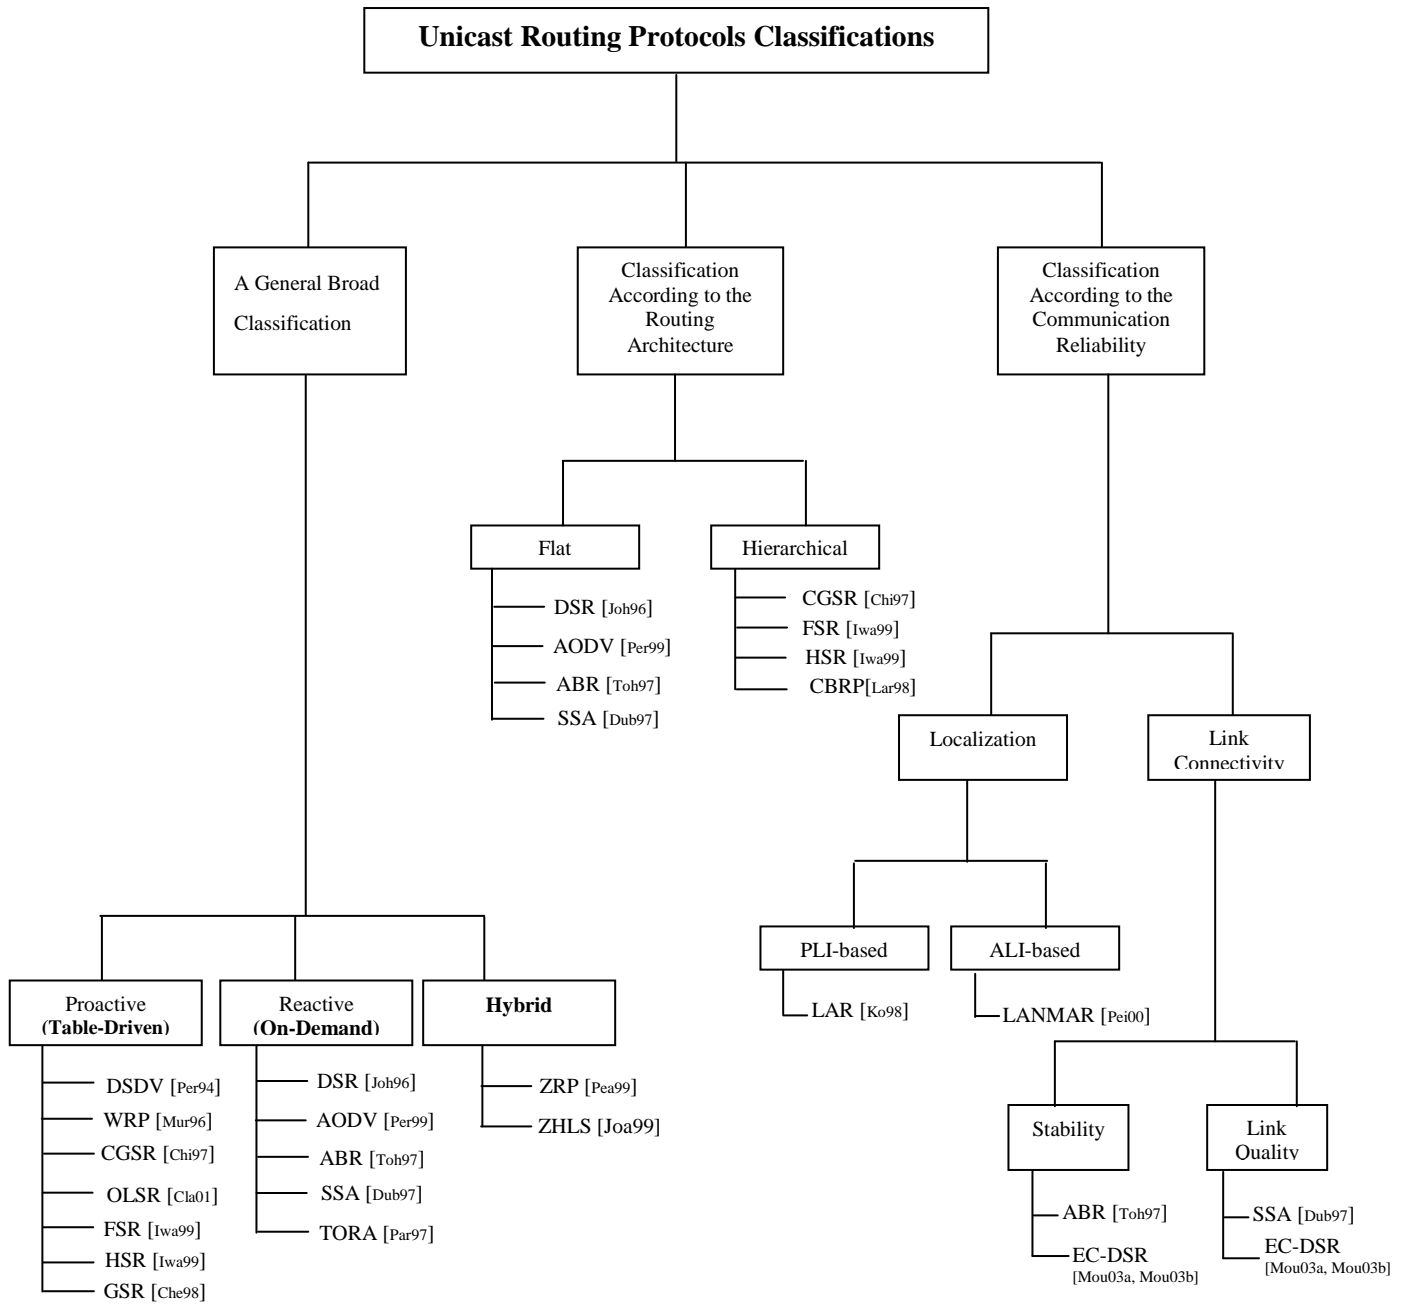 Unicast Routing Protocols Classifications
A General Broad
Classification
Classification
According to the
Routing
Architecture
Classification
According to the
Communication
Reliability
Flat
DSR [Joh96]
AODV [Per99]
ABR [Toh97]
SSA [Dub97]
Hierarchical
CGSR [Chi97]
FSR [Iwa99]
HSR [Iwa99]
CBRP[Lar98]
Localization
Link
Connectivity
PLI-based
LAR [Ko98]
ALI-based
LANMAR [Pei00]
Proactive
(Table-Driven)
DSDV [Per94]
WRP [Mur96]
CGSR [Chi97]
OLSR [Cla01]
FSR [Iwa99]
HSR [Iwa99]
GSR [Che98]
Reactive
(On-Demand)
DSR [Joh96]
AODV [Per99]
ABR [Toh97]
SSA [Dub97]
TORA [Par97]
Hybrid
ZRP [Pea99]
ZHLS [Joa99]
Stability
ABR [Toh97]
EC-DSR
[Mou03a, Mou03b]
Link
Quality
SSA [Dub97]
EC-DSR
[Mou03a, Mou03b]